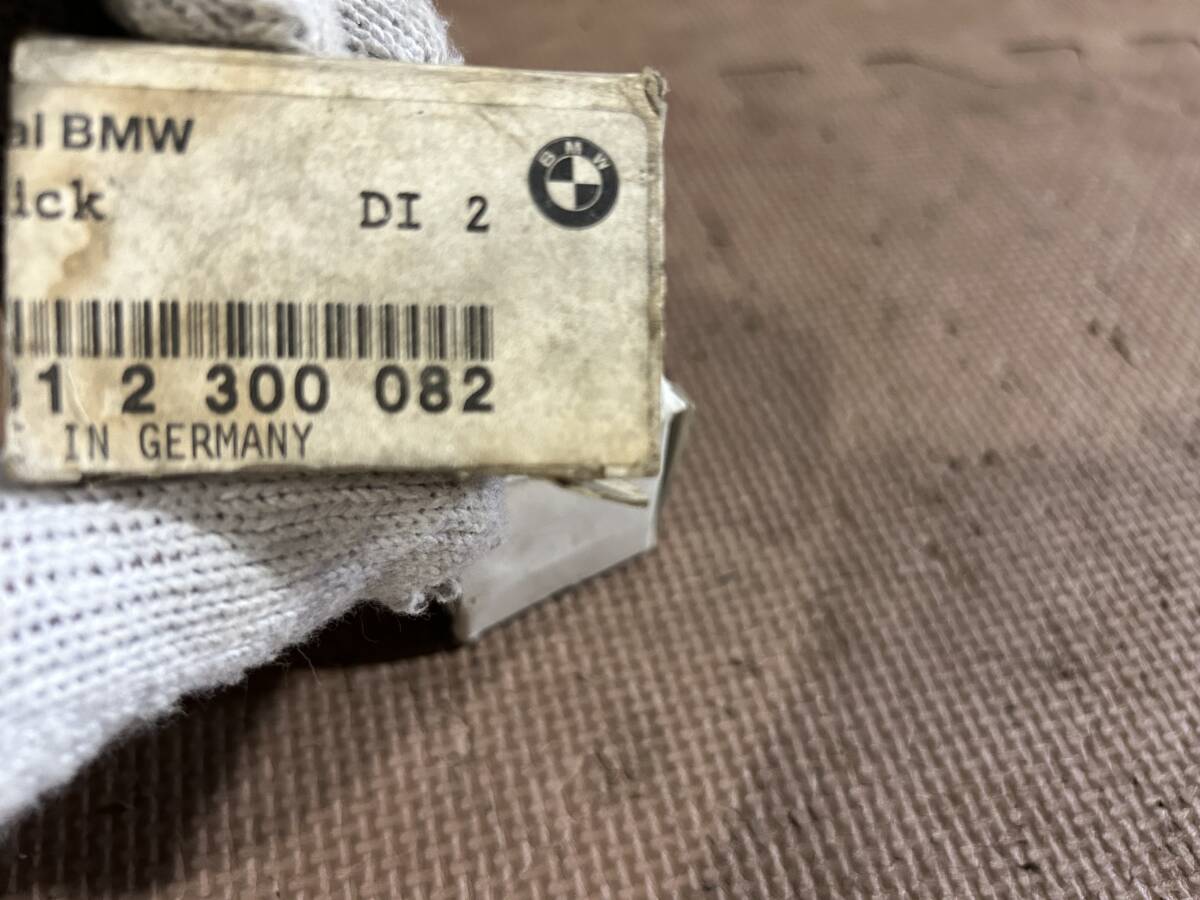 al BMW
ick DI 2
BMW
1 2 300 082
IN GERMANY